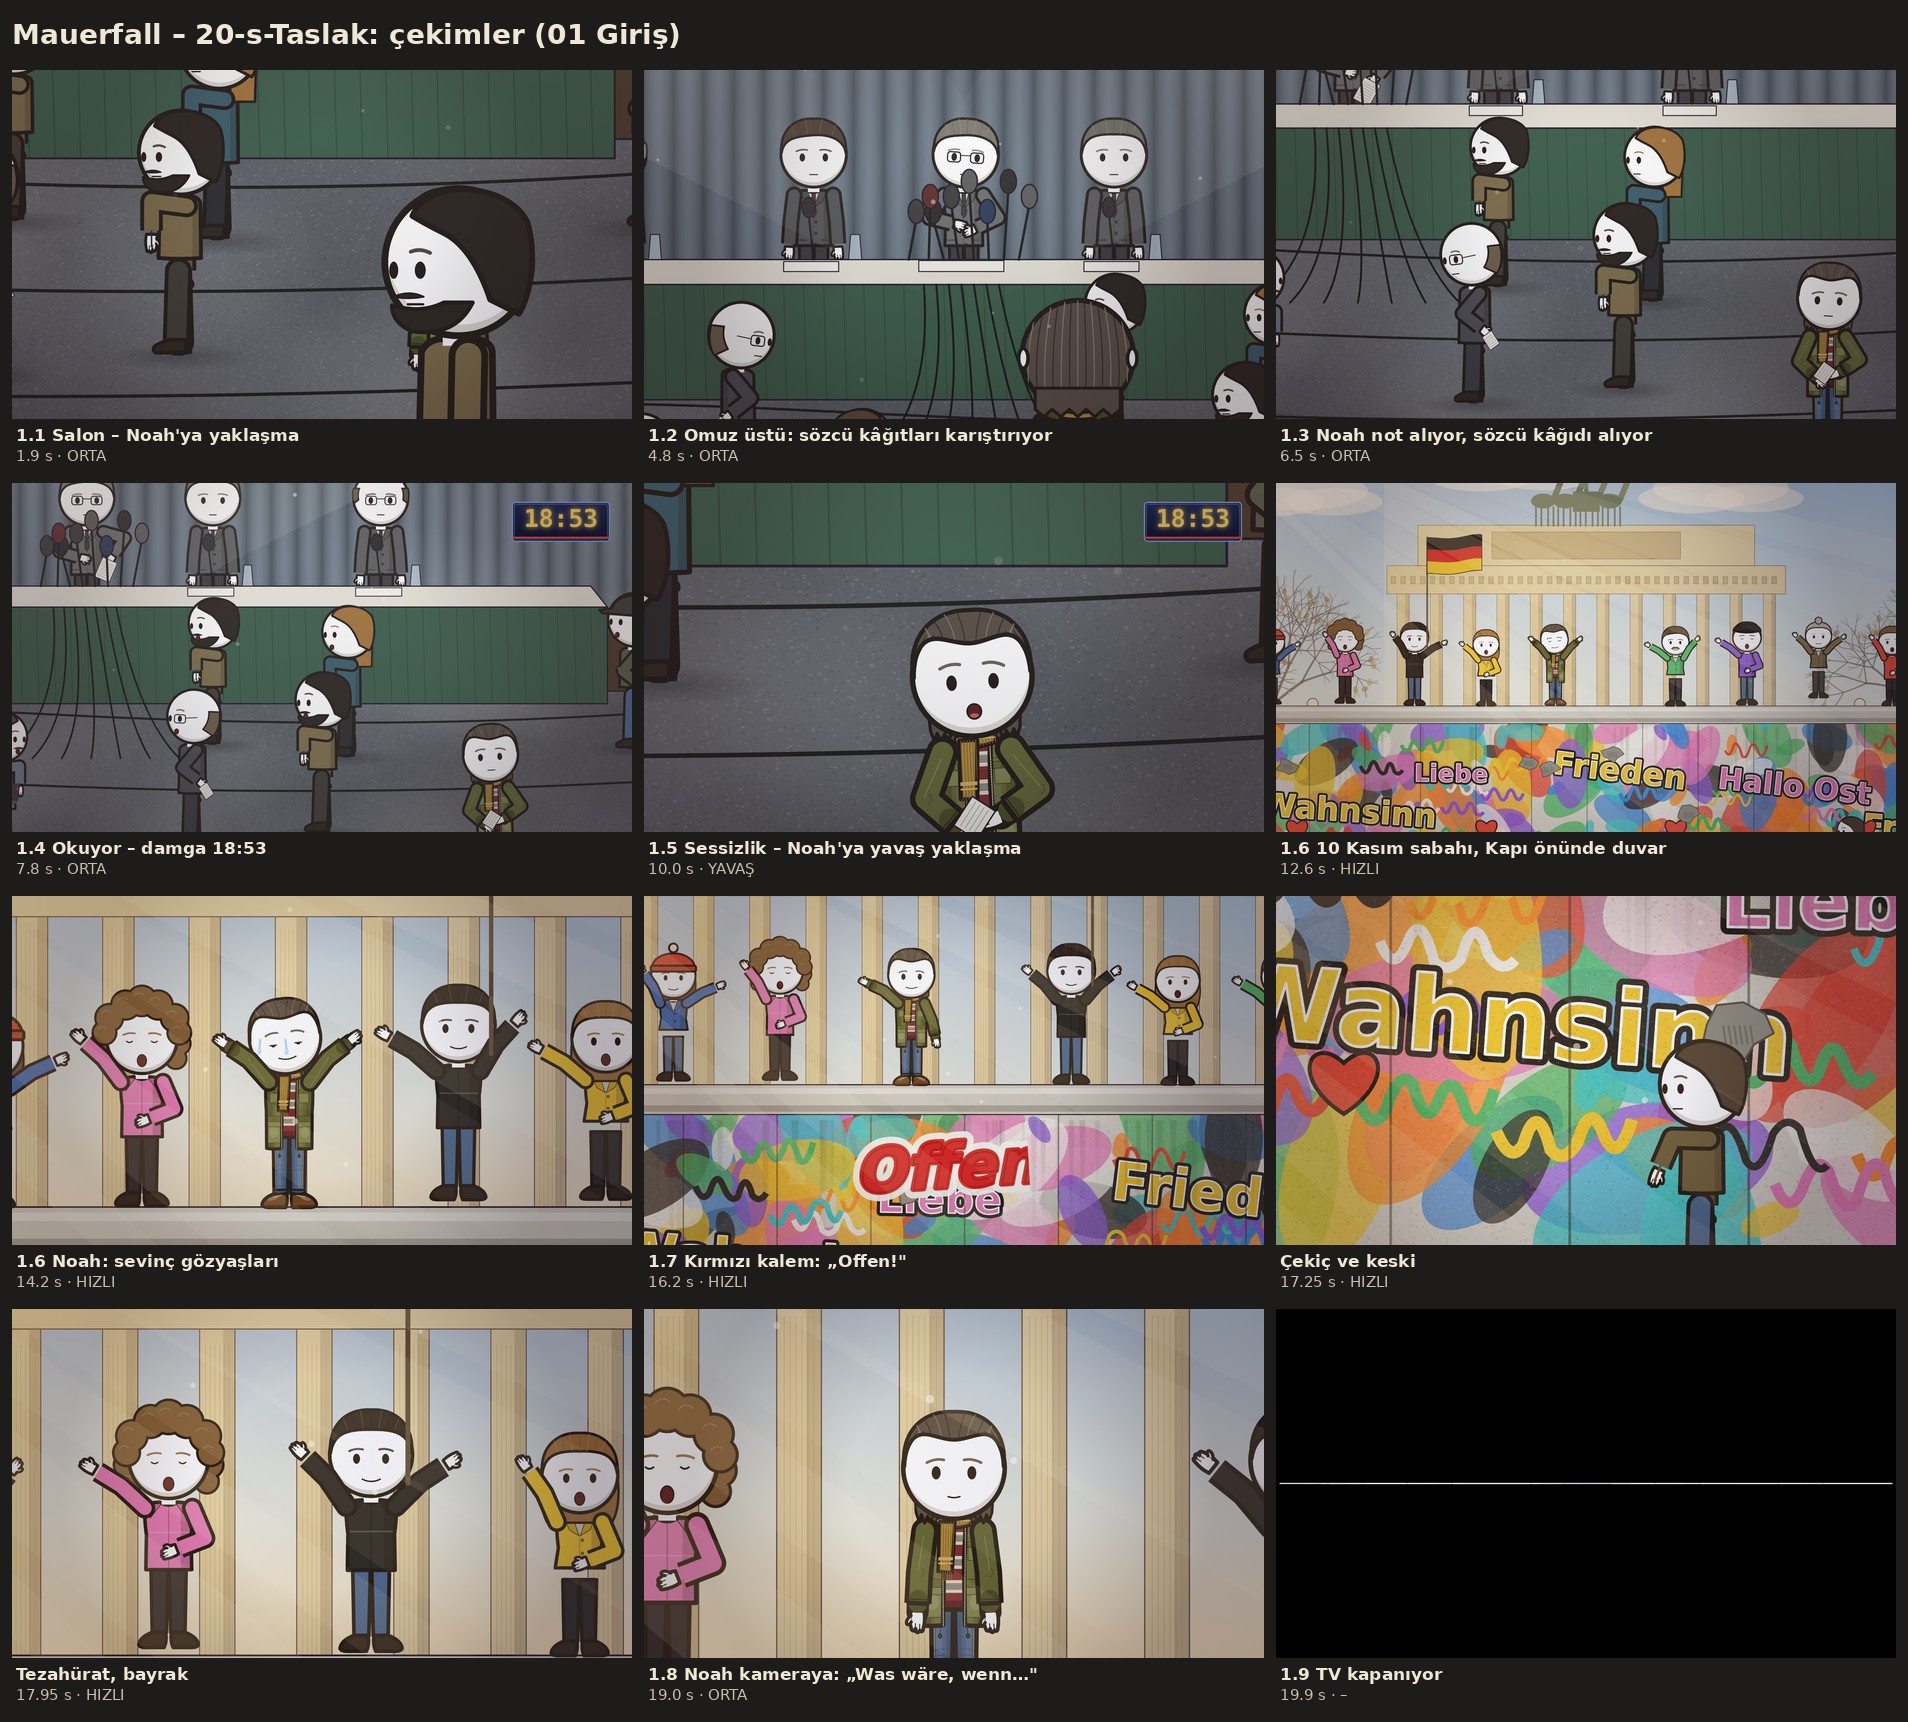 Mauerfall – 20-s-Taslak: çekimler (01 Giriş)
1.1 Salon – Noah'ya yaklaşma
1.9 s · ORTA
1.2 Omuz üstü: sözcü kâğıtları karıştırıyor
4.8 s · ORTA
1.3 Noah not alıyor, sözcü kâğıdı alıyor
6.5 s · ORTA
18:53
1.4 Okuyor – damga 18:53
7.8 s · ORTA
18:53
1.5 Sessizlik – Noah'ya yavaş yaklaşma
10.0 s · YAVAŞ
Liebe
Frieden
Hallo Ost
Wahnsinn
1.6 10 Kasım sabahı, Kapı önünde duvar
12.6 s · HIZLI
1.6 Noah: sevinç gözyaşları
14.2 s · HIZLI
Offen
Liebe
Fried
1.7 Kırmızı kalem: „Offen!"
16.2 s · HIZLI
Lieb
Wahnsinn
Çekiç ve keski
17.25 s · HIZLI
Tezahürat, bayrak
17.95 s · HIZLI
1.8 Noah kameraya: „Was wäre, wenn…"
19.0 s · ORTA
1.9 TV kapanıyor
19.9 s · –